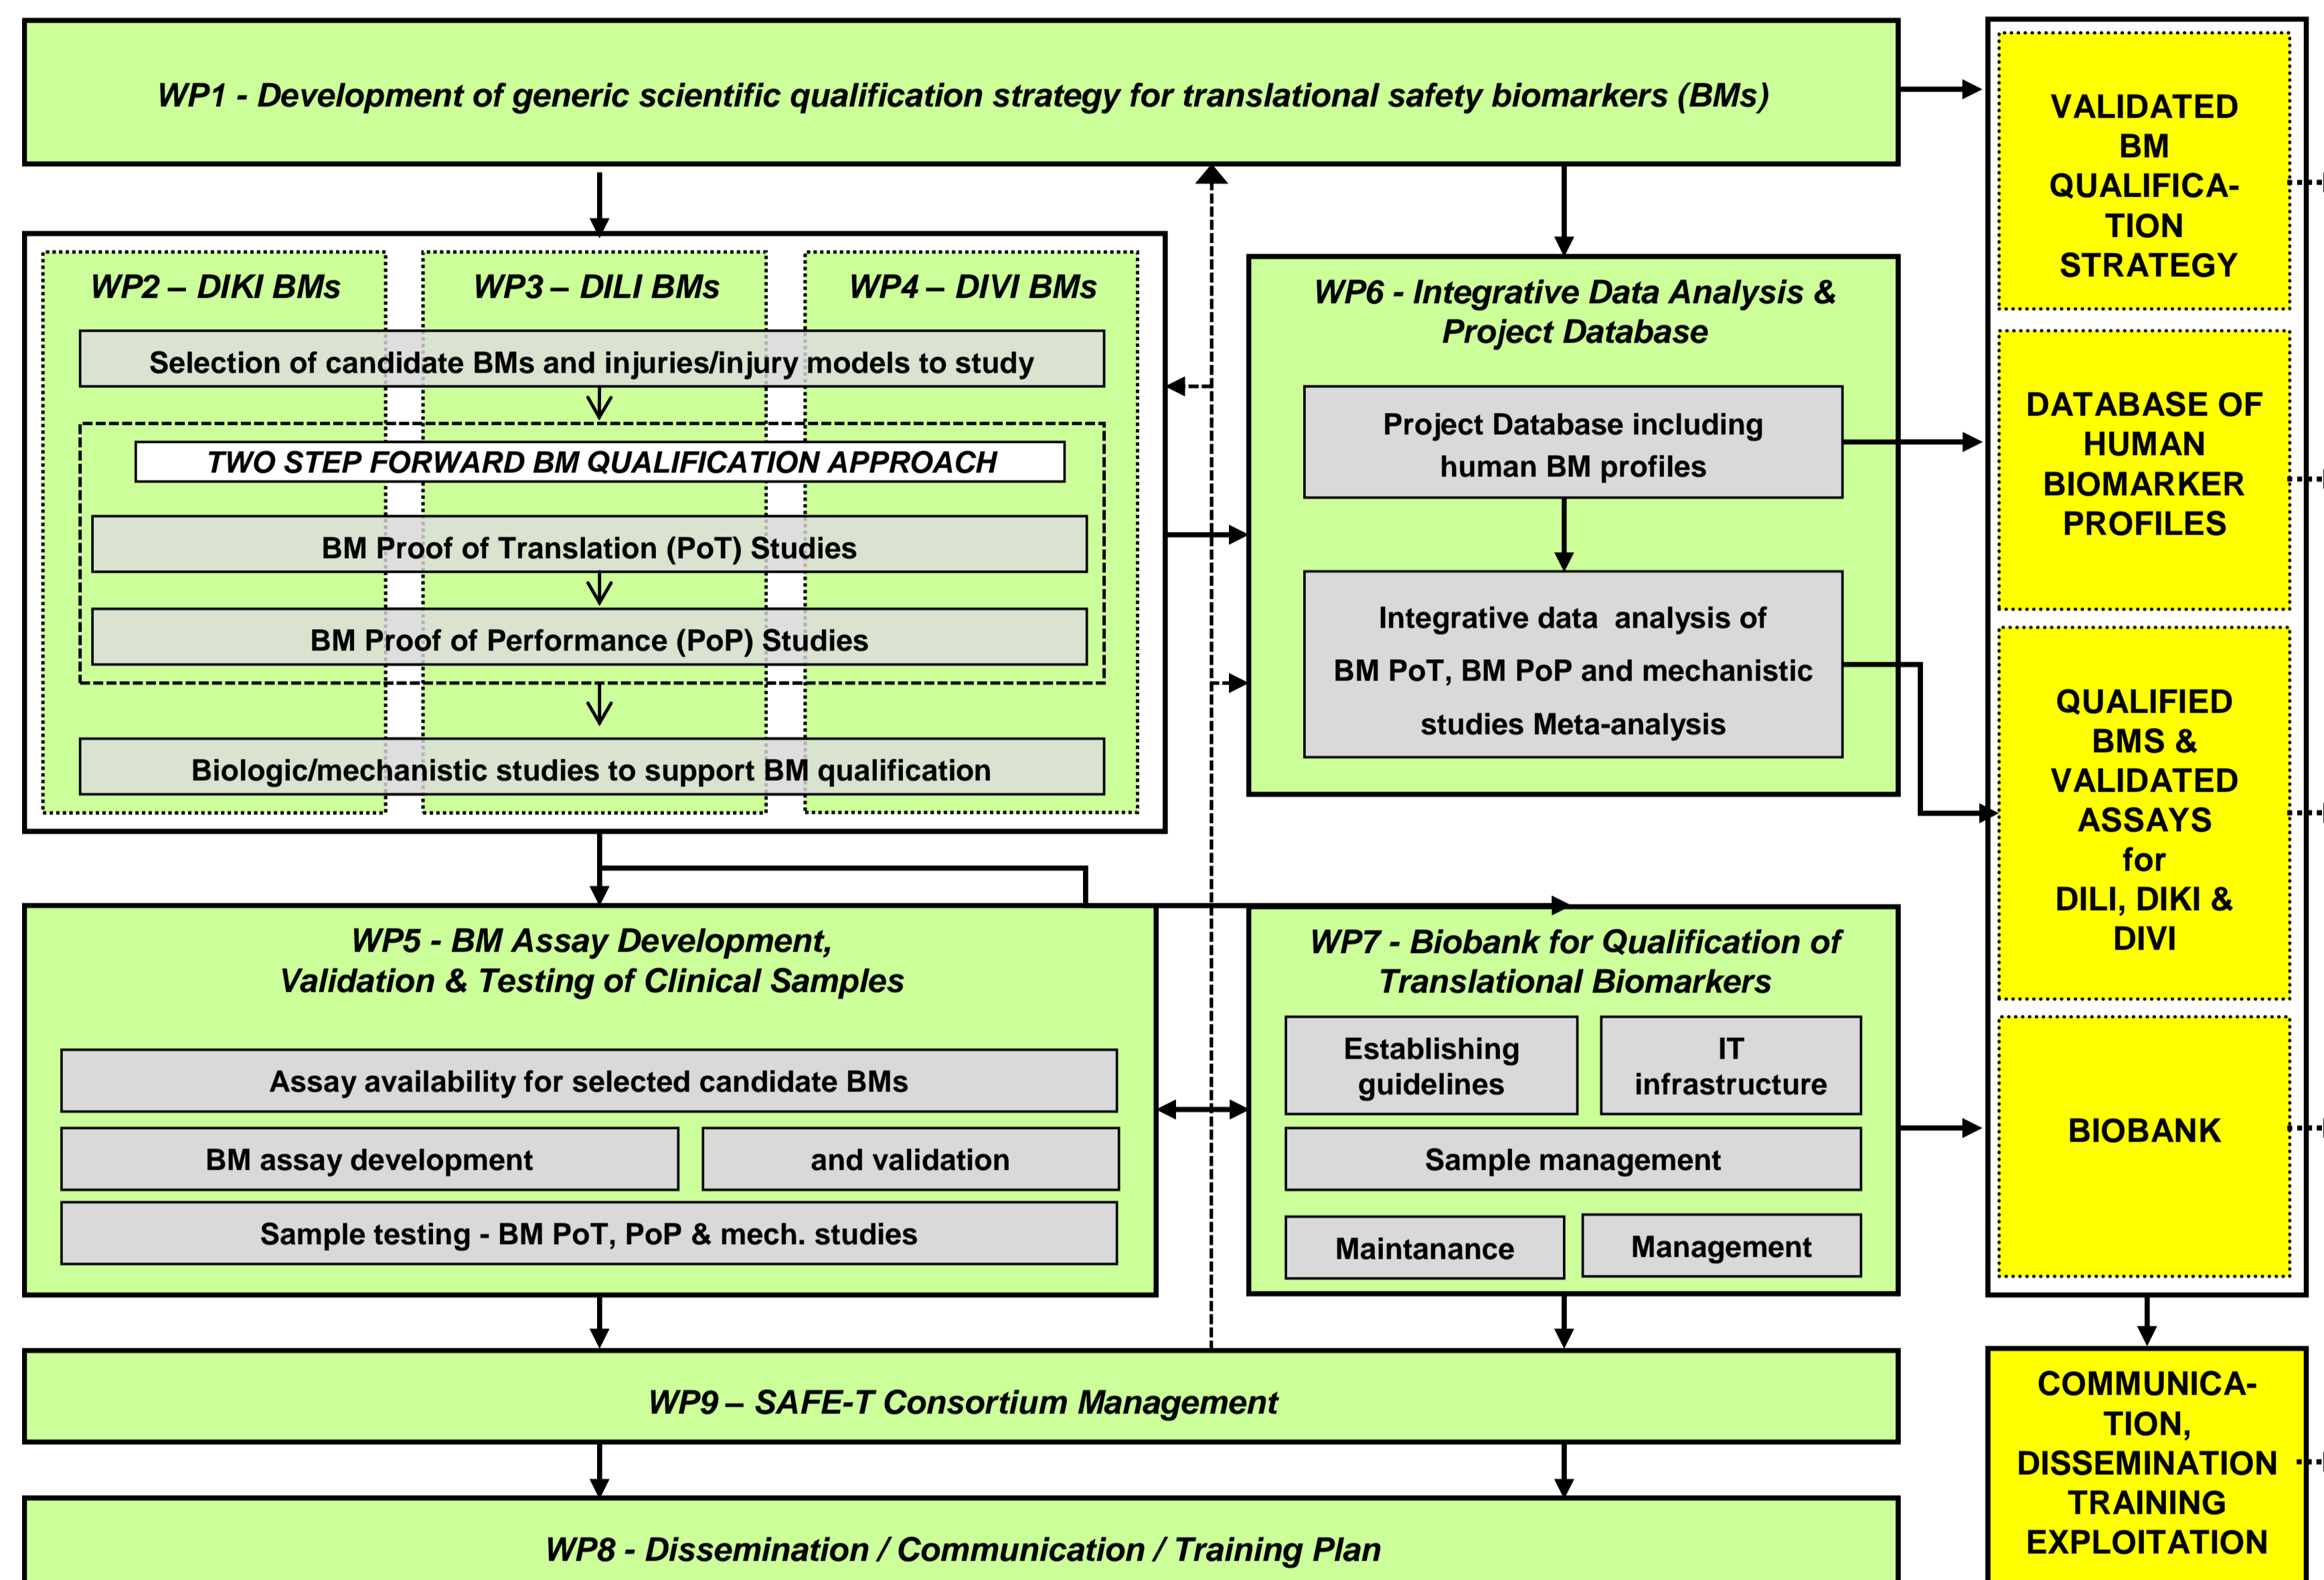 WP1 - Development of generic scientific qualification strategy for translational safety biomarkers (BMs)
WP2 – DIKI BMs
WP3 – DILI BMs
WP4 – DIVI BMs
Selection of candidate BMs and injuries/injury models to study
TWO STEP FORWARD BM QUALIFICATION APPROACH
BM Proof of Translation (PoT) Studies
BM Proof of Performance (PoP) Studies
Biologic/mechanistic studies to support BM qualification
WP6 - Integrative Data Analysis &
Project Database
Project Database including
human BM profiles
Integrative data analysis of
BM PoT, BM PoP and mechanistic
studies Meta-analysis
WP5 - BM Assay Development,
Validation & Testing of Clinical Samples
Assay availability for selected candidate BMs
BM assay development
and validation
Sample testing - BM PoT, PoP & mech. studies
WP7 - Biobank for Qualification of
Translational Biomarkers
Establishing
guidelines
IT
infrastructure
Sample management
Maintanance
Management
WP9 – SAFE-T Consortium Management
WP8 - Dissemination / Communication / Training Plan
VALIDATED
BM
QUALIFICA-
TION
STRATEGY
DATABASE OF
HUMAN
BIOMARKER
PROFILES
QUALIFIED
BMS &
VALIDATED
ASSAYS
for
DILI, DIKI &
DIVI
BIOBANK
COMMUNICA-
TION,
DISSEMINATION
TRAINING
EXPLOITATION